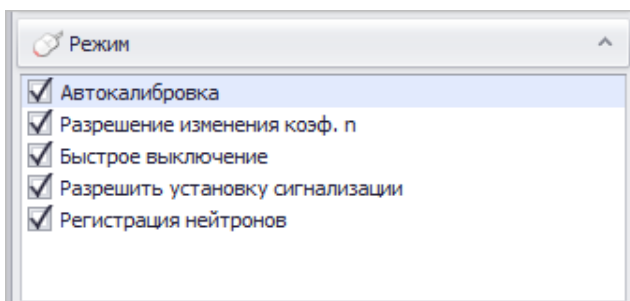 Режим
Автокалибровка
Разрешение изменения коэф. n
Быстрое выключение
Разрешить установку сигнализации
Регистрация нейтронов